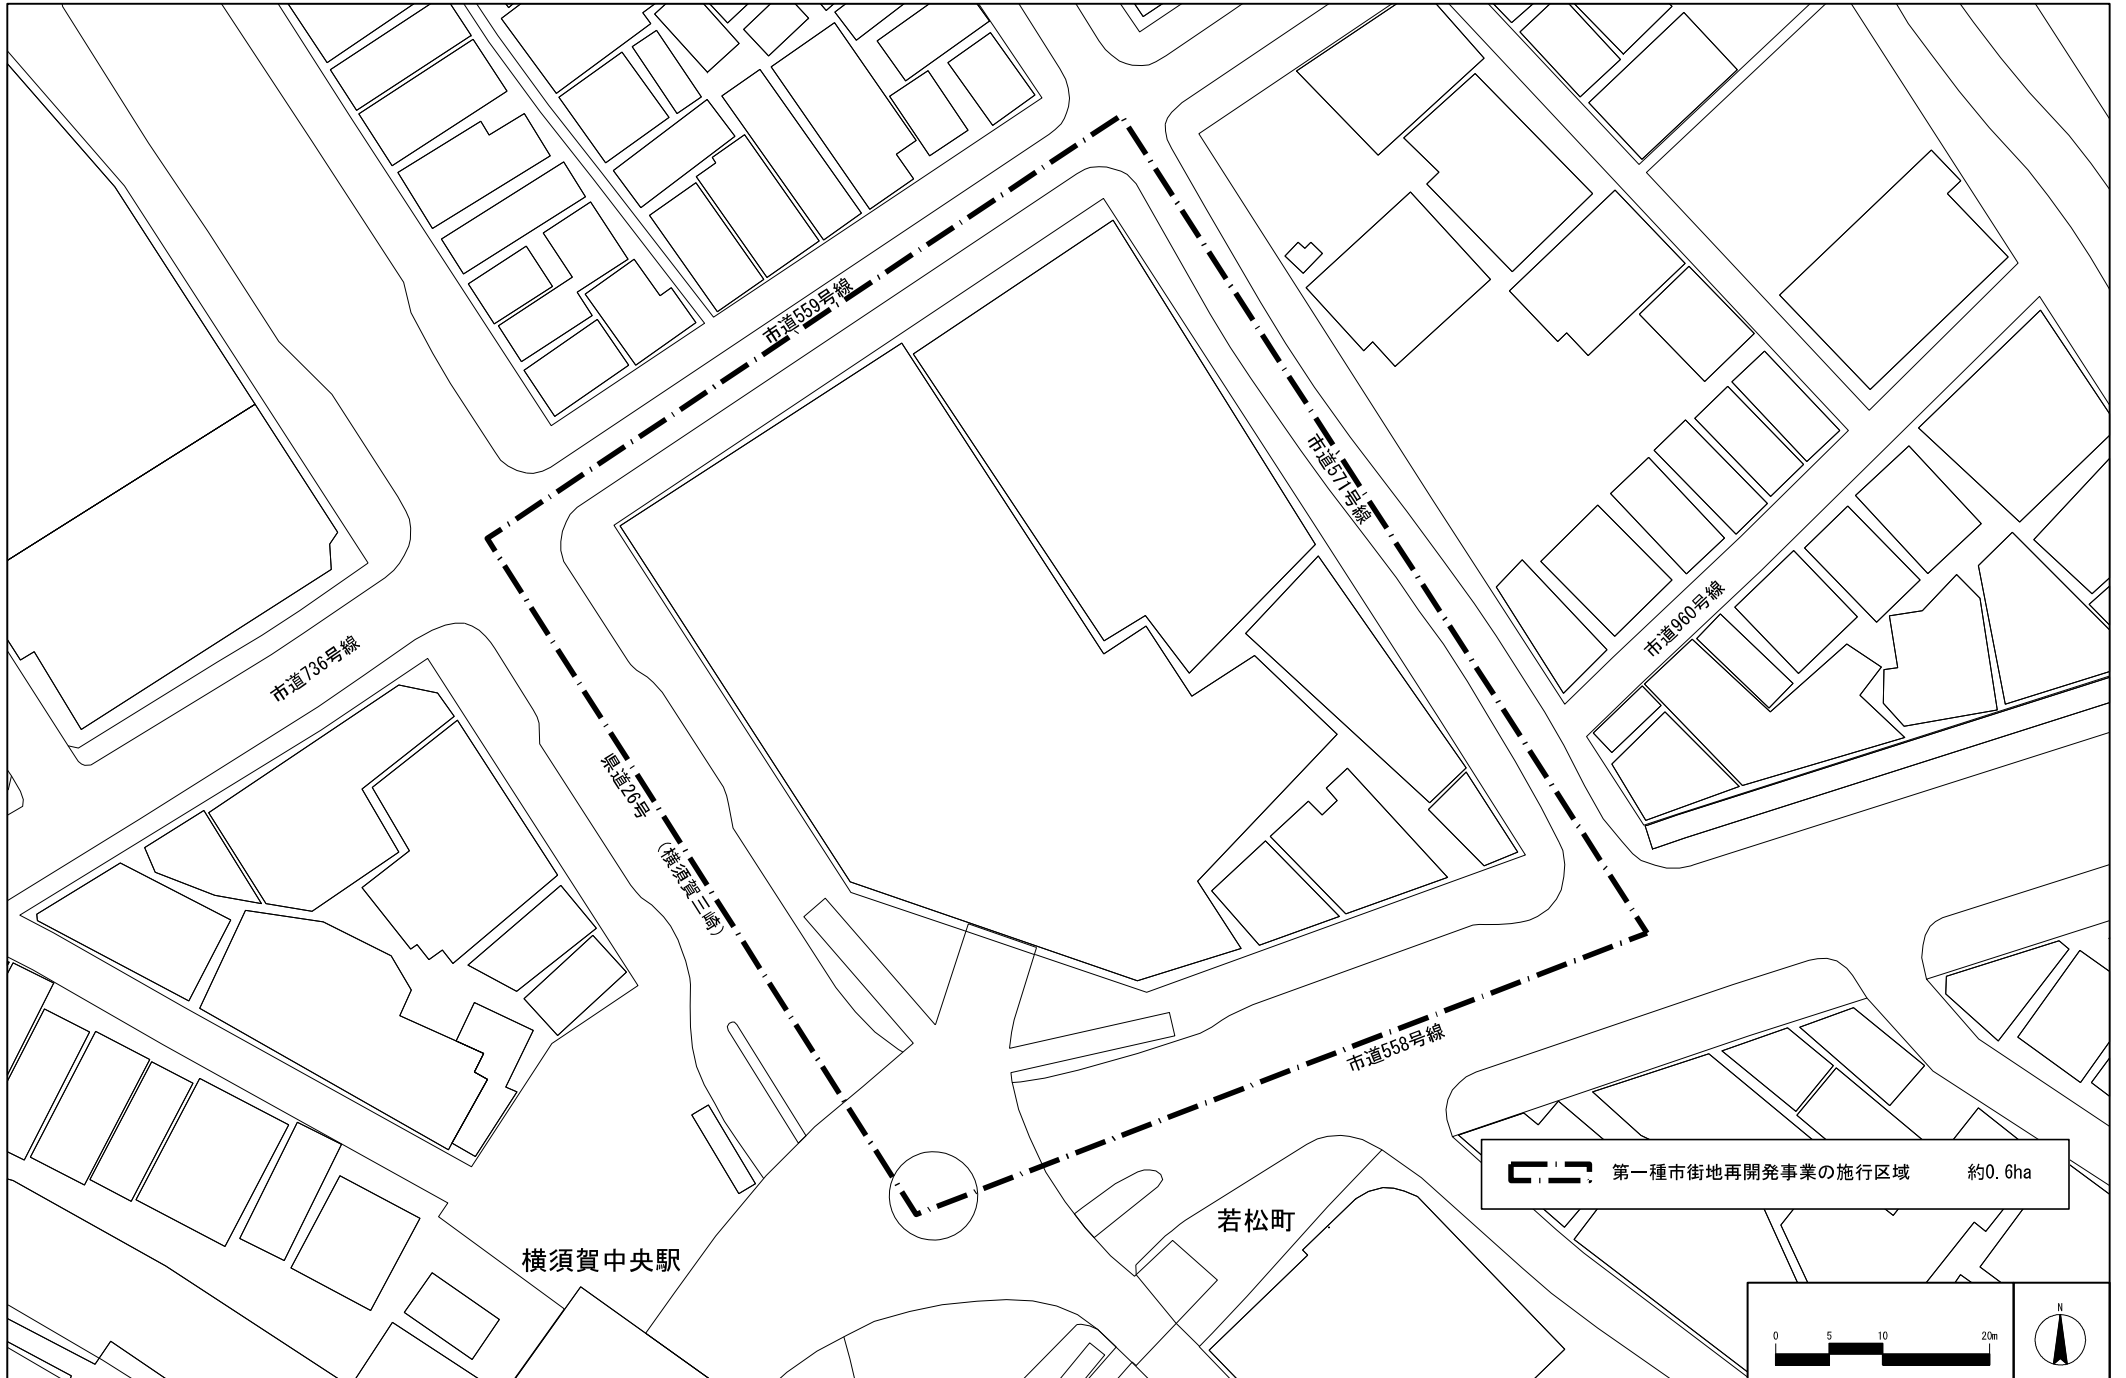 市道559号線
市道571号線
市道960号線
市道736号線
県道26号
(横須賀三崎)
市道558号線
第一種市街地再開発事業の施行区域 約0.6ha
若松町
横須賀中央駅
0 5 10 20m
N